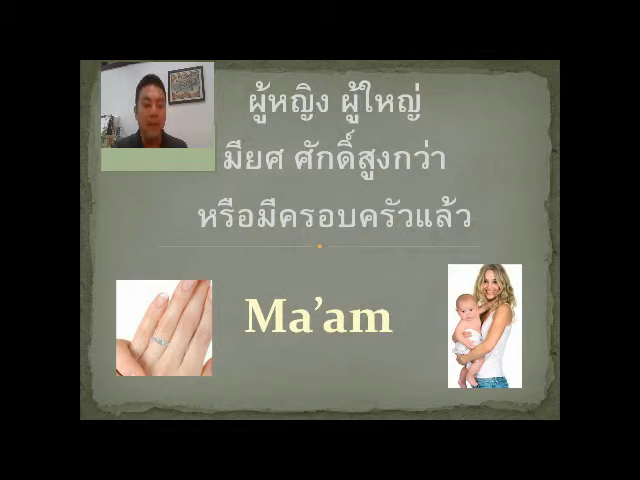 ผู้หญิง ผู้ใหญ่
มียศ ศักดิ์สูงกว่า
หรือมีครอบครัวแล้ว
Ma’am